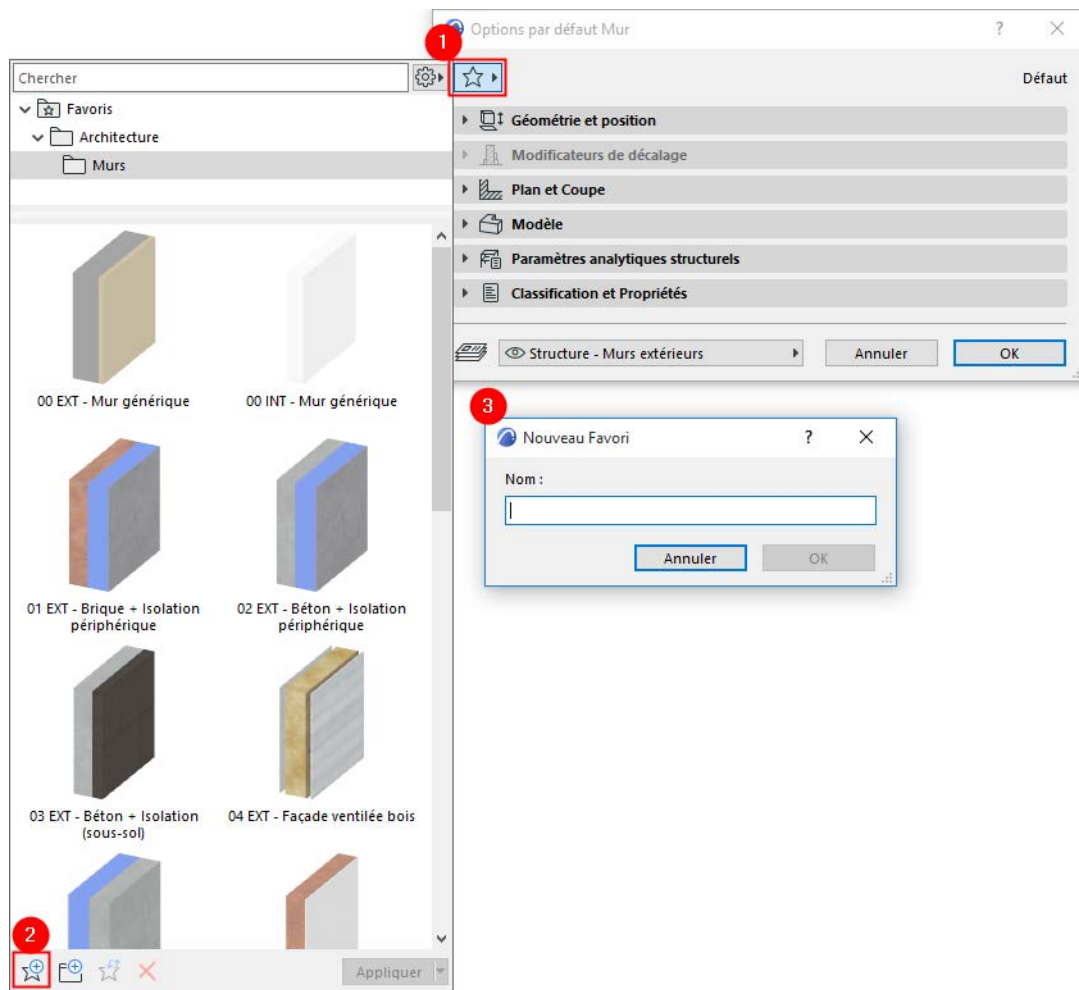 Options par défaut Mur
?
1
Chercher
Défaut
Favoris
Architecture
Murs
Géométrie et position
Modificateurs de décalage
Plan et Coupe
Modèle
Paramètres analytiques structurels
Classification et Propriétés
Structure - Murs extérieurs
Annuler
OK
00 EXT - Mur générique
00 INT - Mur générique
01 EXT - Brique + Isolation
périphérique
02 EXT - Béton + Isolation
périphérique
03 EXT - Béton + Isolation
(sous-sol)
04 EXT - Façade ventilée bois
2
Appliquer
3
Nouveau Favori
?
Nom :
Annuler
OK